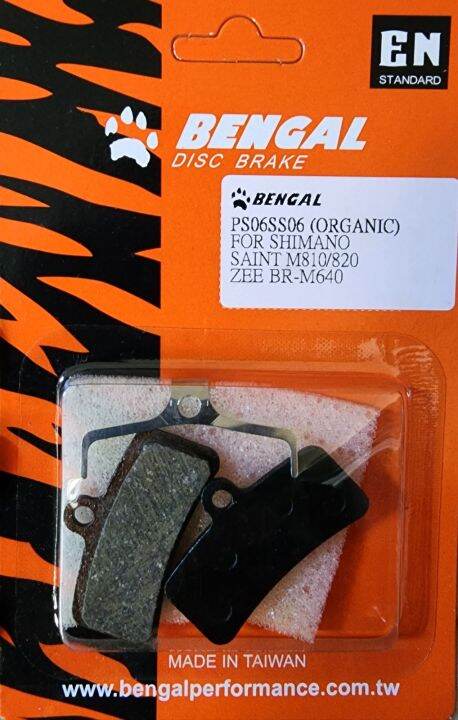 EN
STANDARD
BENGAL
DISC BRAKE
BENGAL
PS06SS06 (ORGANIC)
FOR SHIMANO
SAINT M810/820
ZEE BR-M640
MADE IN TAIWAN
www.bengalperformance.com.tw